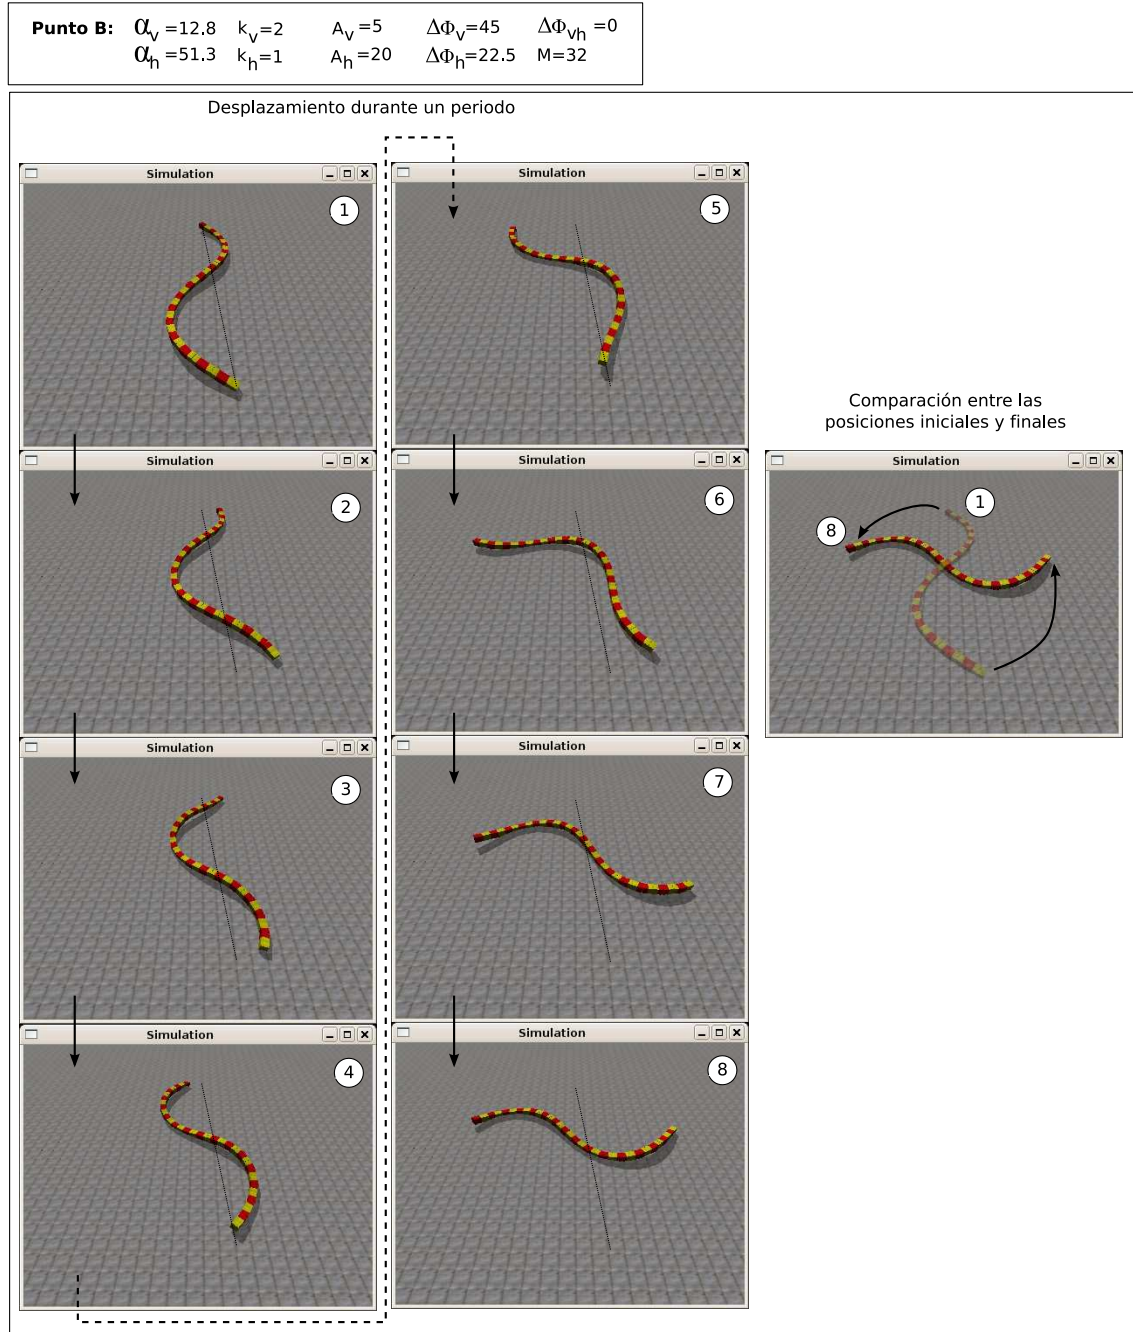 Punto B: αv=12.8 kv=2 Av=5 ΔΦv=45 ΔΦvh=0
αh=51.3 kh=1 Ah=20 ΔΦh=22.5 M=32
Desplazamiento durante un periodo
Simulation
1
Simulation
2
Simulation
3
Simulation
4
Simulation
5
Simulation
6
Simulation
7
Simulation
8
Comparación entre las
posiciones iniciales y finales
Simulation
1
8